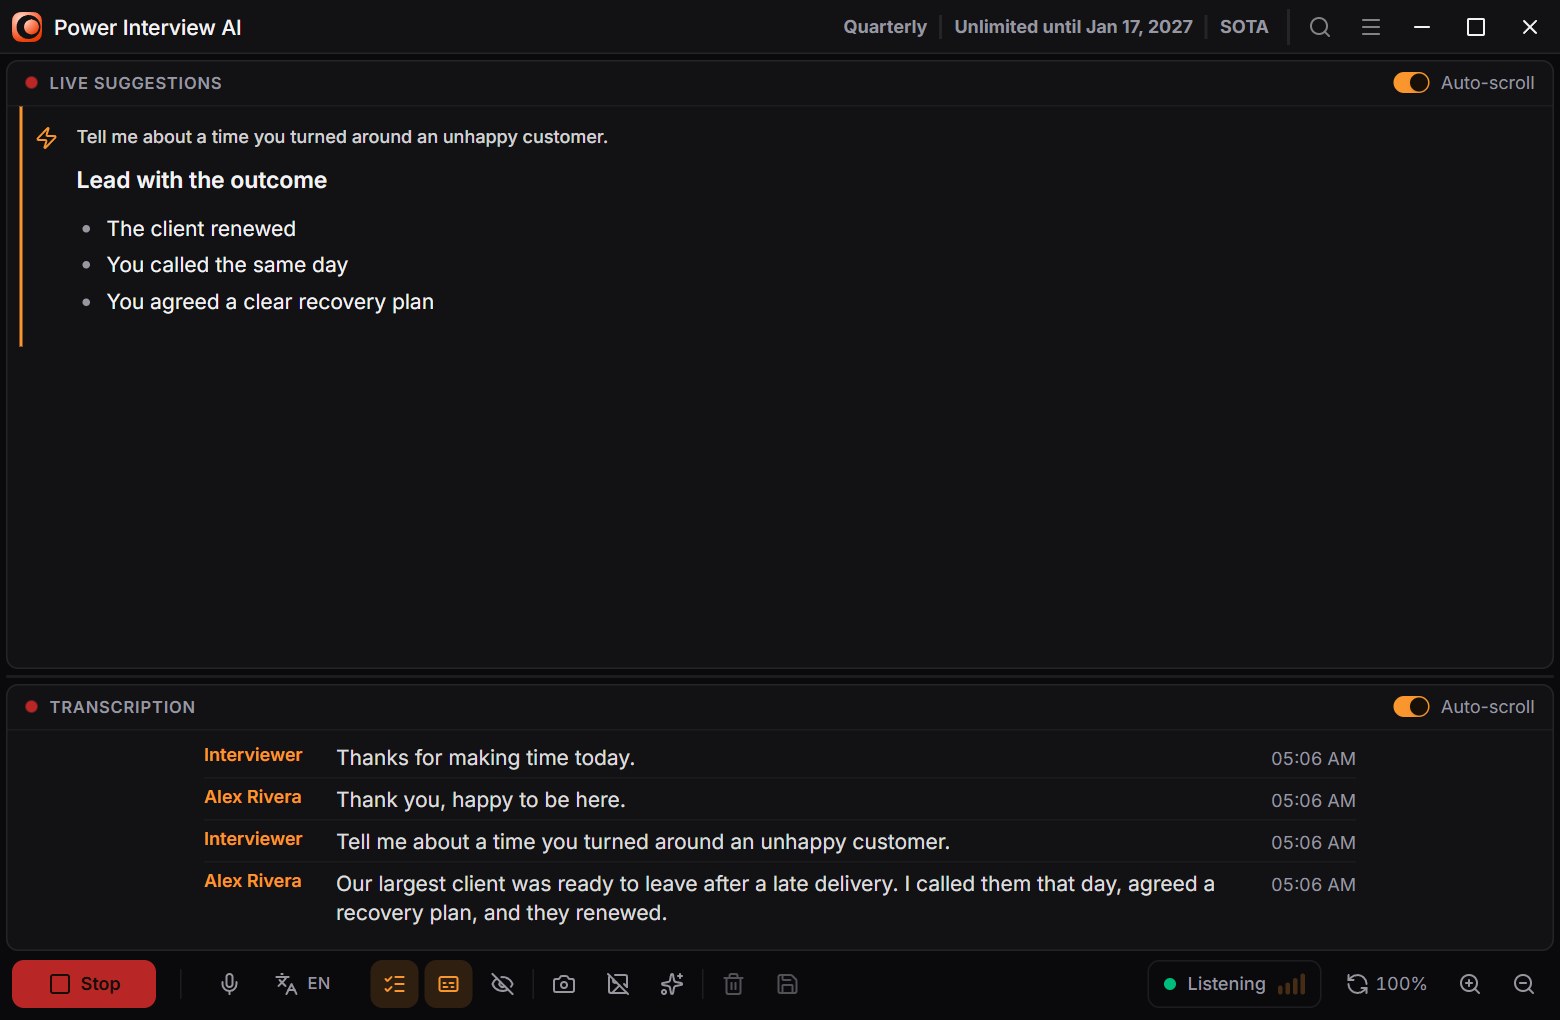 Power Interview AI
Quarterly
Unlimited until Jan 17, 2027
SOTA
LIVE SUGGESTIONS
Auto-scroll
Tell me about a time you turned around an unhappy customer.
Lead with the outcome
The client renewed
You called the same day
You agreed a clear recovery plan
TRANSCRIPTION
Auto-scroll
Interviewer Thanks for making time today. 05:06 AM
Alex Rivera Thank you, happy to be here. 05:06 AM
Interviewer Tell me about a time you turned around an unhappy customer. 05:06 AM
Alex Rivera Our largest client was ready to leave after a late delivery. I called them that day, agreed a 05:06 AM
recovery plan, and they renewed.
Stop
EN
Listening
100%